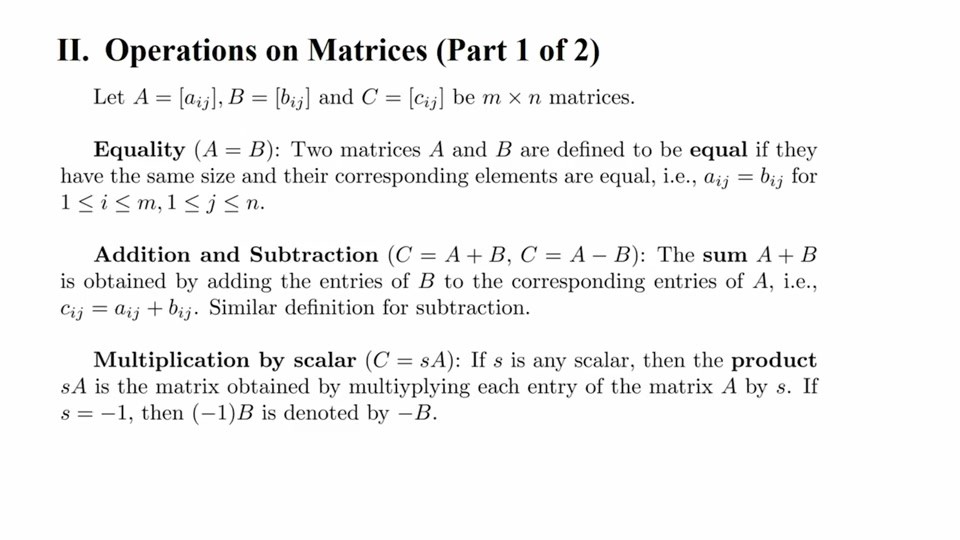 II. Operations on Matrices (Part 1 of 2)
Let A = [aij], B = [bij] and C = [cij] be m × n matrices.
Equality (A = B): Two matrices A and B are defined to be equal if they
have the same size and their corresponding elements are equal, i.e., aij = bij for
1 ≤ i ≤ m, 1 ≤ j ≤ n.
Addition and Subtraction (C = A + B, C = A − B): The sum A + B
is obtained by adding the entries of B to the corresponding entries of A, i.e.,
cij = aij + bij. Similar definition for subtraction.
Multiplication by scalar (C = sA): If s is any scalar, then the product
sA is the matrix obtained by multiyplying each entry of the matrix A by s. If
s = −1, then (−1)B is denoted by −B.